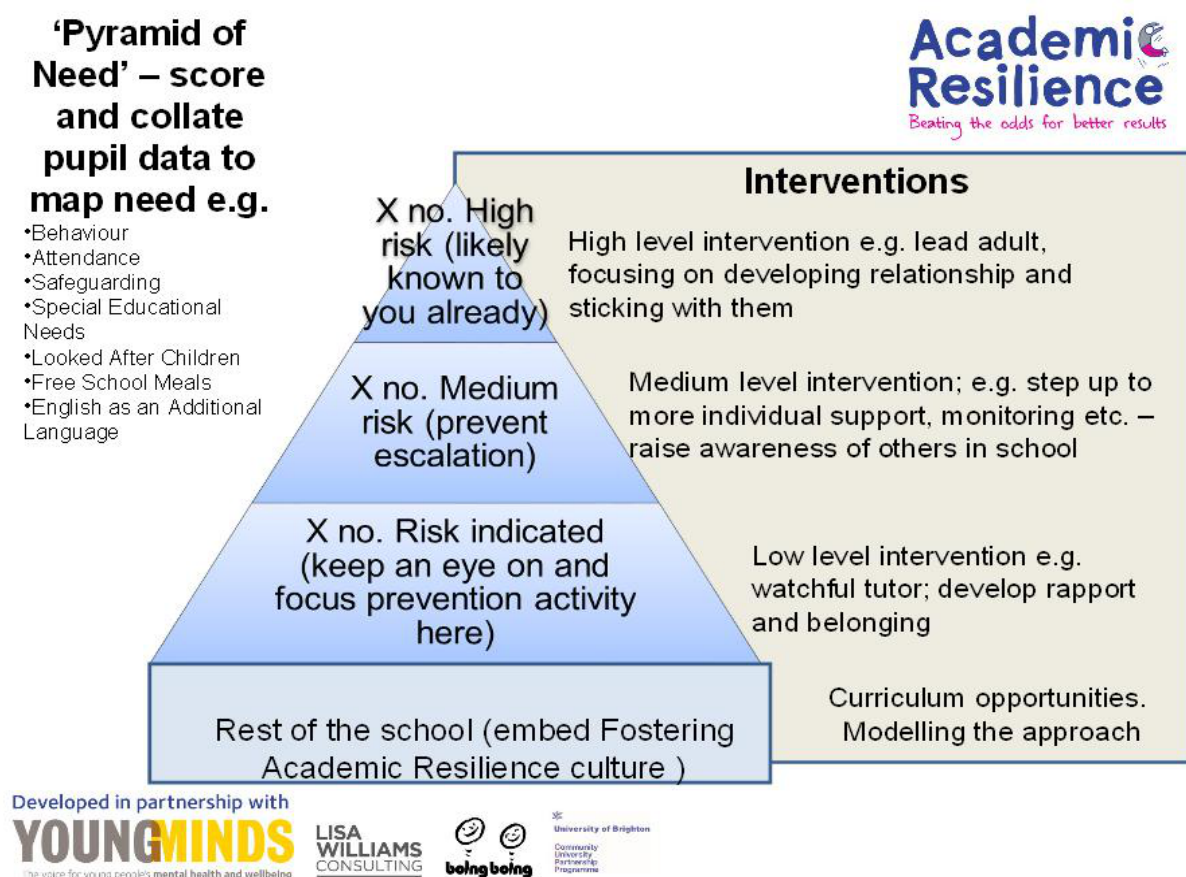 ‘Pyramid of
Need’ – score
and collate
pupil data to
map need e.g.
•Behaviour
•Attendance
•Safeguarding
•Special Educational
Needs
•Looked After Children
•Free School Meals
•English as an Additional
Language
Academic
Resilience
Beating the odds for better results
Interventions
X no. High
risk (likely
known to
you already)
High level intervention e.g. lead adult,
focusing on developing relationship and
sticking with them
X no. Medium
risk (prevent
escalation)
Medium level intervention; e.g. step up to
more individual support, monitoring etc. –
raise awareness of others in school
X no. Risk indicated
(keep an eye on and
focus prevention activity
here)
Low level intervention e.g.
watchful tutor; develop rapport
and belonging
Rest of the school (embed Fostering
Academic Resilience culture )
Curriculum opportunities.
Modelling the approach
Developed in partnership with
YOUNGMINDS
The voice for young people's mental health and wellbeing
LISA
WILLIAMS
CONSULTING
boingboing
University of Brighton
Community
University
Partnership
Programme